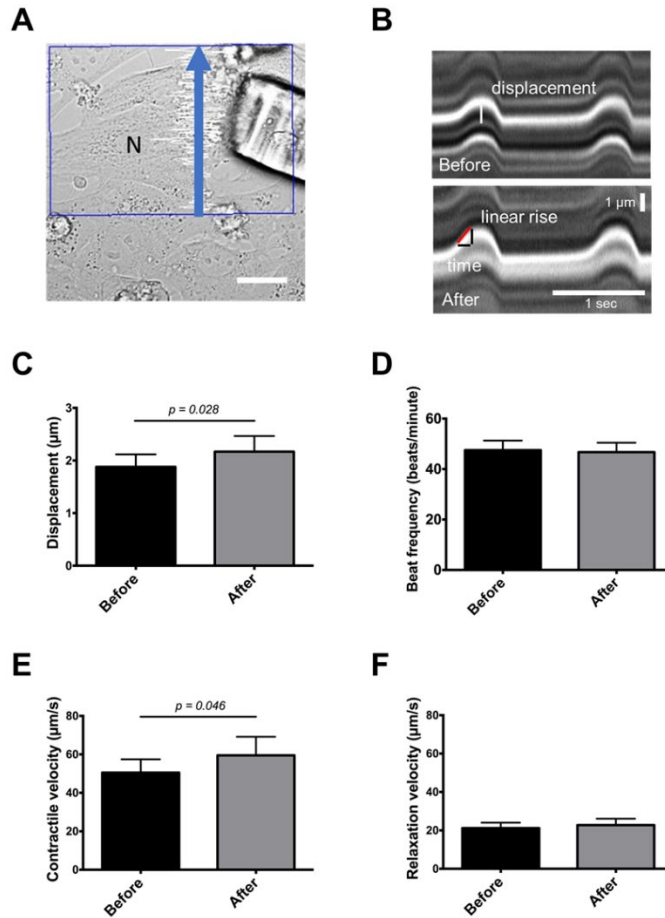 A
N
B
displacement
Before
1 µm
linear rise
time
After
1 sec
C
p = 0.028
Displacement (µm)
3
2
1
0
Before
After
D
Beat frequency (beats/minute)
60
40
20
0
Before
After
E
p = 0.046
Contractile velocity (µm/s)
80
60
40
20
0
Before
After
F
Relaxation velocity (µm/s)
80
60
40
20
0
Before
After